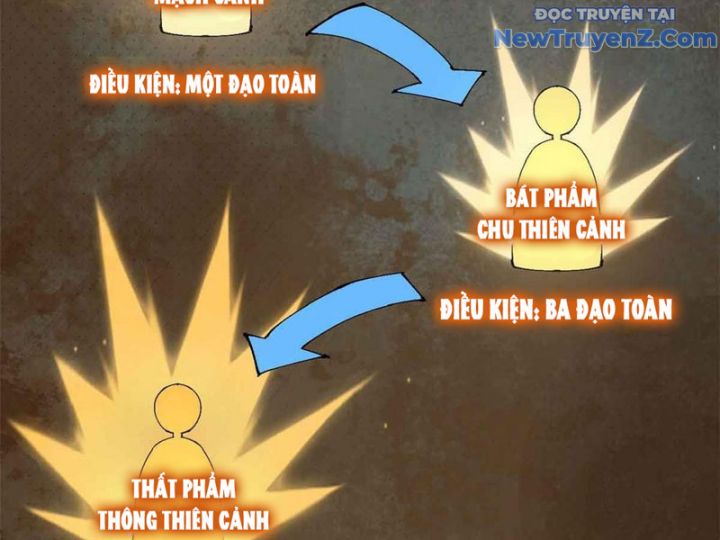 MẠCH CẢNH
ĐỌC TRUYỆN TẠI
NewTruyenZ.Com
ĐIỀU KIỆN: MỘT ĐẠO TOÀN
BÁT PHẨM
CHU THIÊN CẢNH
ĐIỀU KIỆN: BA ĐẠO TOÀN
THẤT PHẨM
THÔNG THIÊN CẢNH